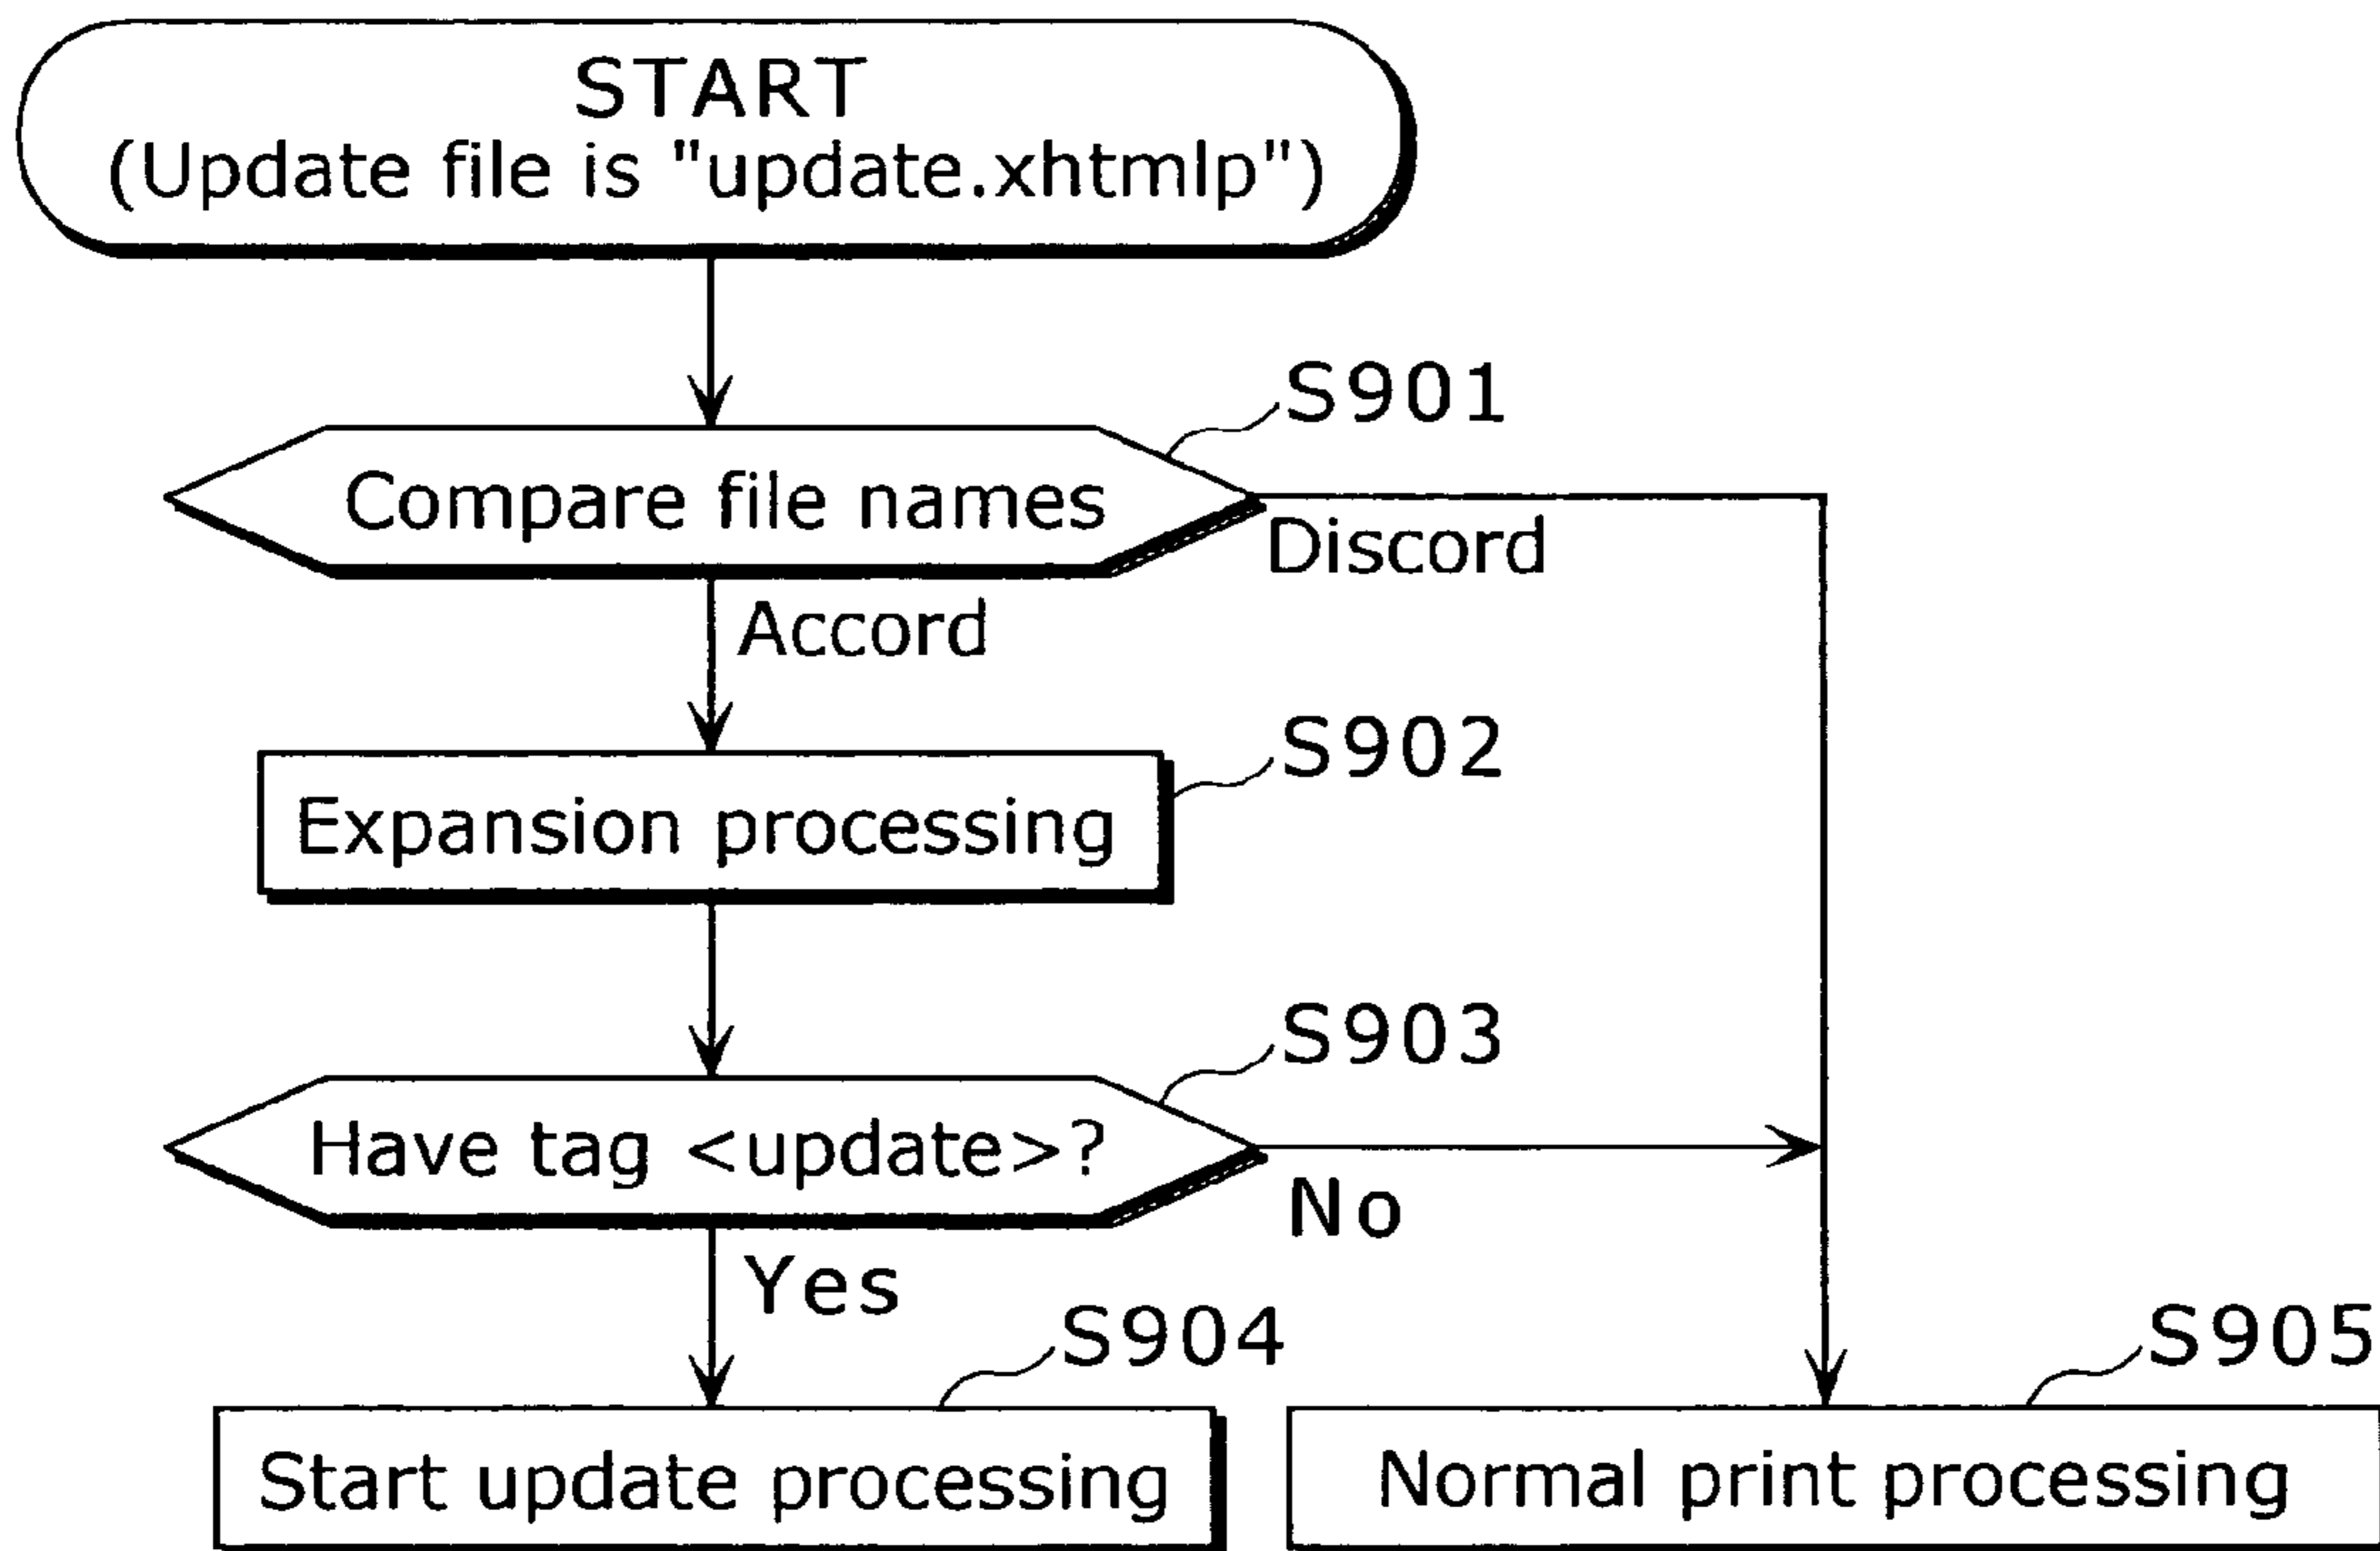 START
(Update file is "update.xhtmlp")
S901
Compare file names
Discord
Accord
S902
Expansion processing
S903
Have tag <update>?
No
Yes
S904
S905
Start update processing
Normal print processing